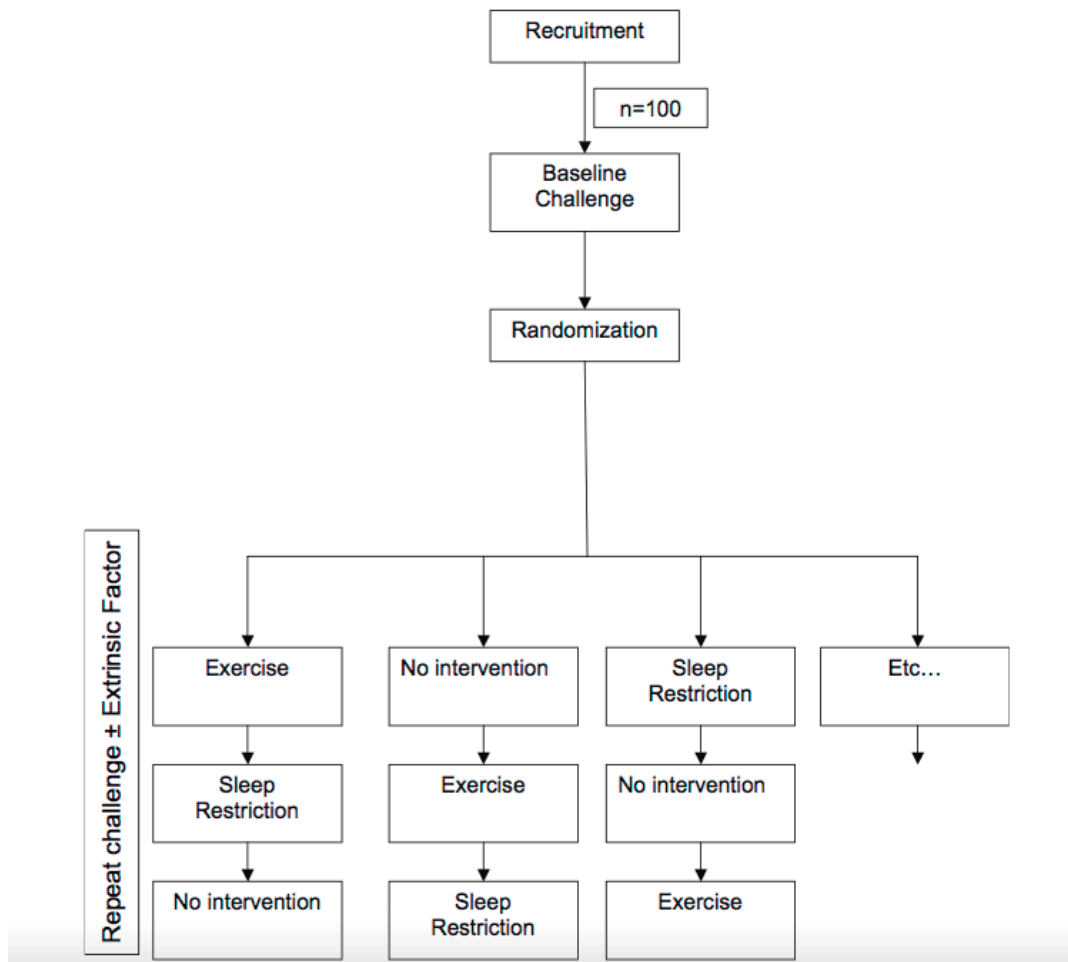 Recruitment
n=100
Baseline
Challenge
Randomization
Repeat challenge ± Extrinsic Factor
Exercise
No intervention
Sleep
Restriction
Etc...
Sleep
Restriction
Exercise
No intervention
No intervention
Sleep
Restriction
Exercise